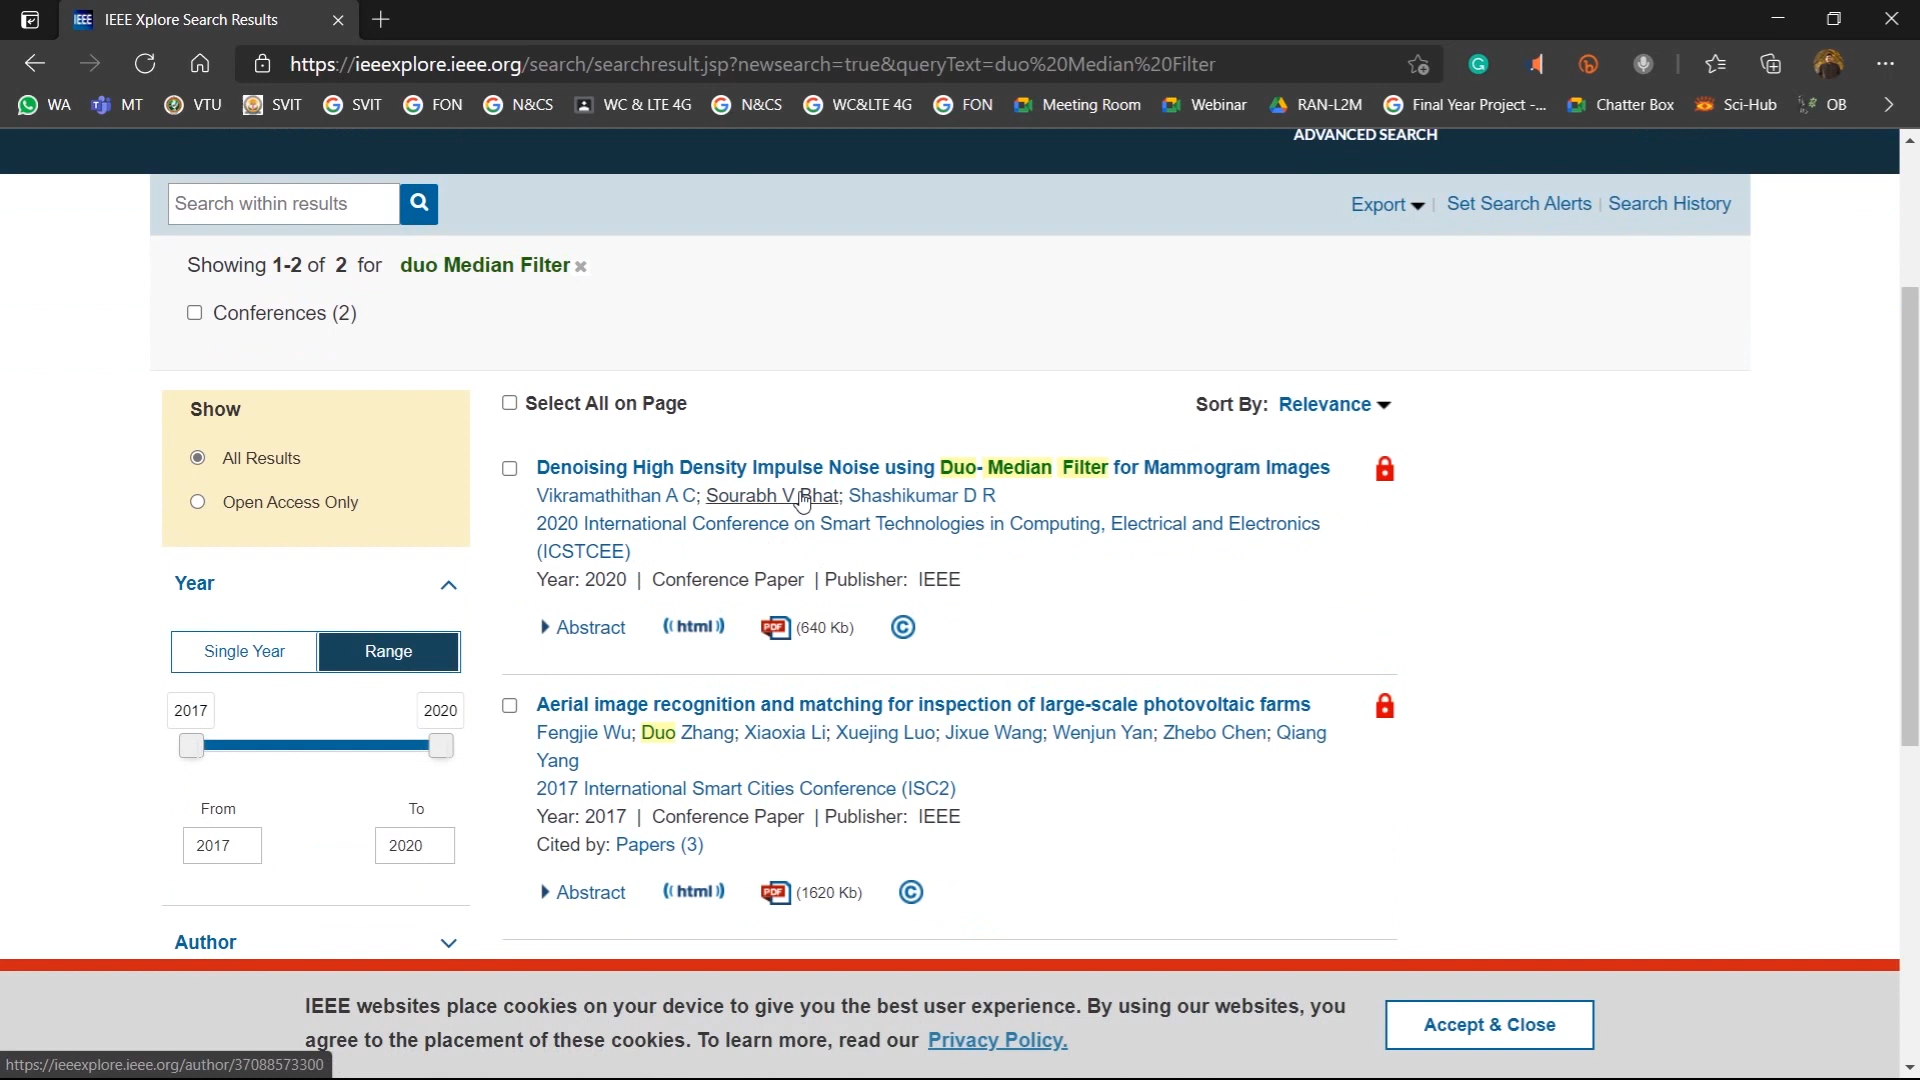 IEEE IEEE Xplore Search Results
https://ieeexplore.ieee.org/search/searchresult.jsp?newsearch=true&queryText=duo%20Median%20Filter
WA MT VTU SVIT SVIT FON N&CS WC & LTE 4G N&CS WC&LTE 4G FON Meeting Room Webinar RAN-L2M Final Year Project -... Chatter Box Sci-Hub OB
ADVANCED SEARCH
Search within results Export | Set Search Alerts | Search History
Showing 1-2 of 2 for duo Median Filter
Conferences (2)
Show
All Results
Open Access Only
Year
Single Year Range
2017 2020
From To
2017 2020
Author
Select All on Page Sort By: Relevance
Denoising High Density Impulse Noise using Duo-Median Filter for Mammogram Images
Vikramathithan A C; Sourabh V Bhat; Shashikumar D R
2020 International Conference on Smart Technologies in Computing, Electrical and Electronics
(ICSTCEE)
Year: 2020 | Conference Paper | Publisher: IEEE
Abstract ((html)) PDF (640 Kb) ©
Aerial image recognition and matching for inspection of large-scale photovoltaic farms
Fengjie Wu; Duo Zhang; Xiaoxia Li; Xuejing Luo; Jixue Wang; Wenjun Yan; Zhebo Chen; Qiang
Yang
2017 International Smart Cities Conference (ISC2)
Year: 2017 | Conference Paper | Publisher: IEEE
Cited by: Papers (3)
Abstract ((html)) PDF (1620 Kb) ©
IEEE websites place cookies on your device to give you the best user experience. By using our websites, you
agree to the placement of these cookies. To learn more, read our Privacy Policy.
Accept & Close
https://ieeexplore.ieee.org/author/37088573300